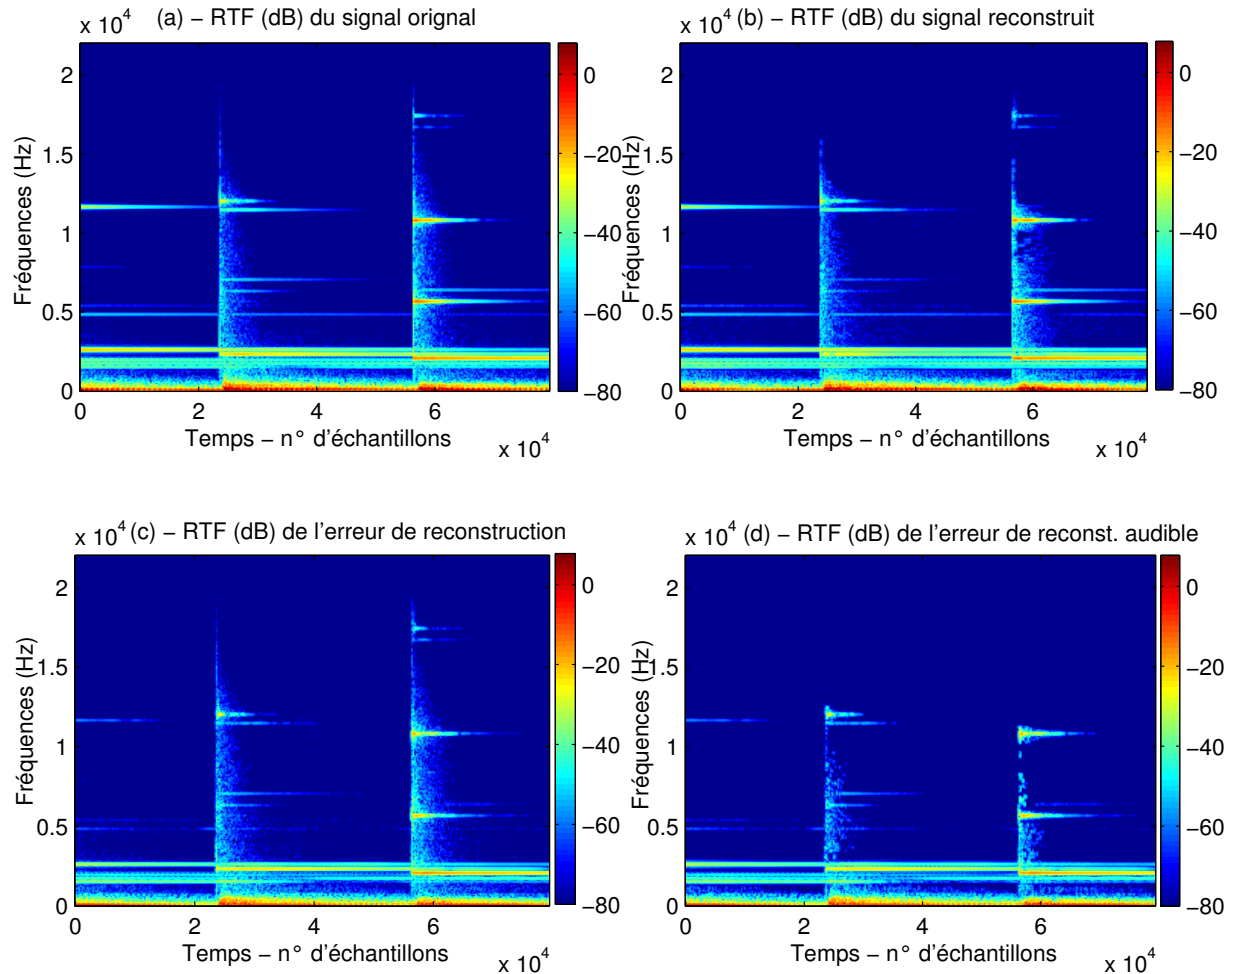 x 10^4 (a) – RTF (dB) du signal orignal
2
1.5
1
0.5
0
Fréquences (Hz)
0 2 4 6
Temps – n° d'échantillons
x 10^4
0
−20
−40
−60
−80
x 10^4 (b) – RTF (dB) du signal reconstruit
2
1.5
1
0.5
0
Fréquences (Hz)
0 2 4 6
Temps – n° d'échantillons
x 10^4
0
−20
−40
−60
−80
x 10^4 (c) – RTF (dB) de l'erreur de reconstruction
2
1.5
1
0.5
0
Fréquences (Hz)
0 2 4 6
Temps – n° d'échantillons
x 10^4
0
−20
−40
−60
−80
x 10^4 (d) – RTF (dB) de l'erreur de reconst. audible
2
1.5
1
0.5
0
Fréquences (Hz)
0 2 4 6
Temps – n° d'échantillons
x 10^4
0
−20
−40
−60
−80